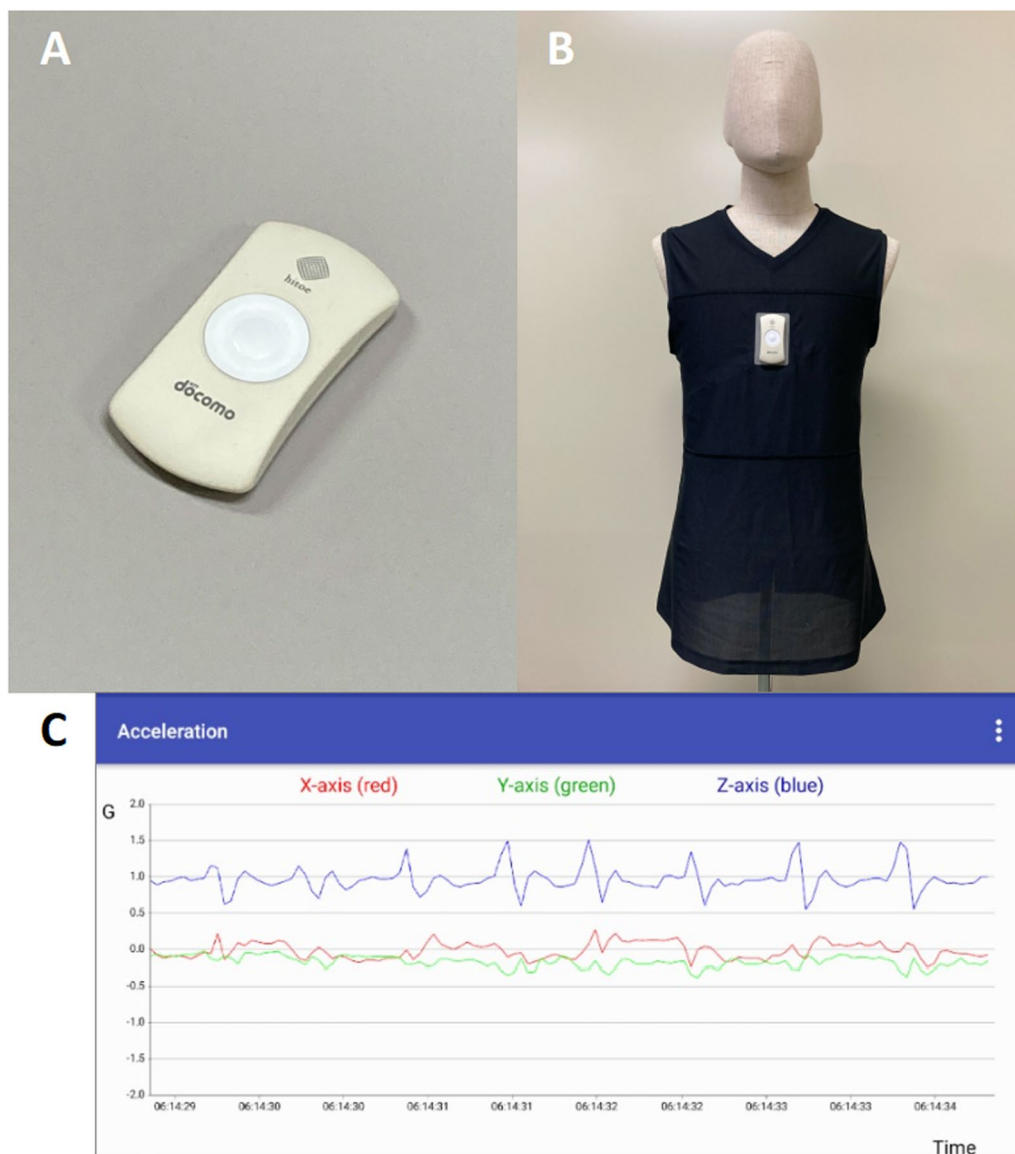 A
B
hitoe
döcomo
C
Acceleration
X-axis (red)
Y-axis (green)
Z-axis (blue)
G
2.0
1.5
1.0
0.5
0.0
-0.5
-1.0
-1.5
-2.0
06:14:29 06:14:30 06:14:30 06:14:31 06:14:31 06:14:32 06:14:32 06:14:33 06:14:33 06:14:34
Time